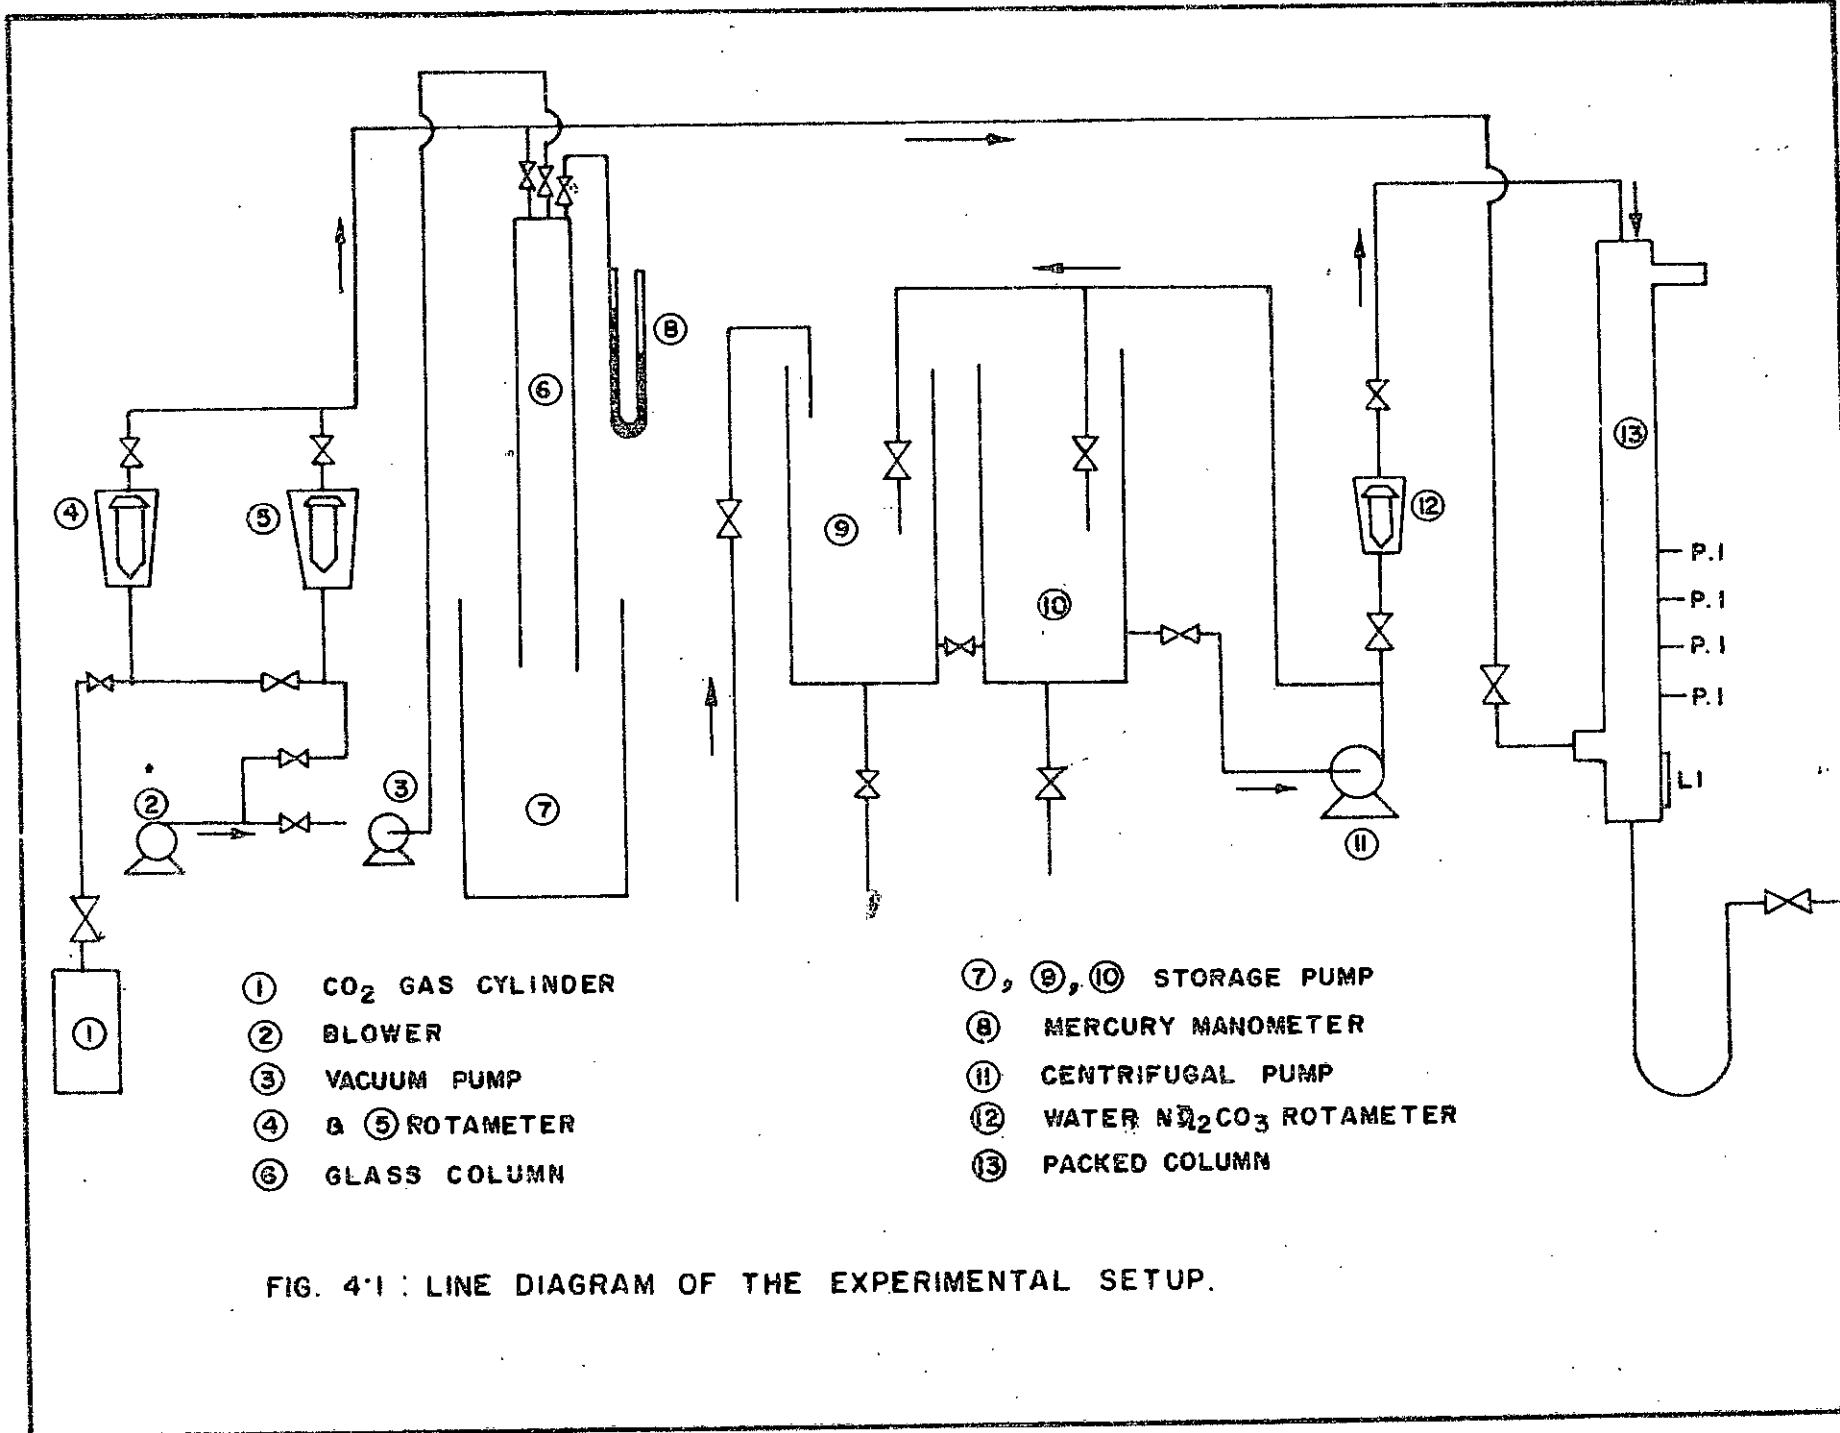 8
6
13
4
5
9
12
P.I
10
P.I
P.I
P.I
3
2
7
LI
11
1
1 CO2 GAS CYLINDER
2 BLOWER
3 VACUUM PUMP
4 & 5 ROTAMETER
6 GLASS COLUMN
7, 9, 10 STORAGE PUMP
8 MERCURY MANOMETER
11 CENTRIFUGAL PUMP
12 WATER Na2CO3 ROTAMETER
13 PACKED COLUMN
FIG. 4·1 : LINE DIAGRAM OF THE EXPERIMENTAL SETUP.